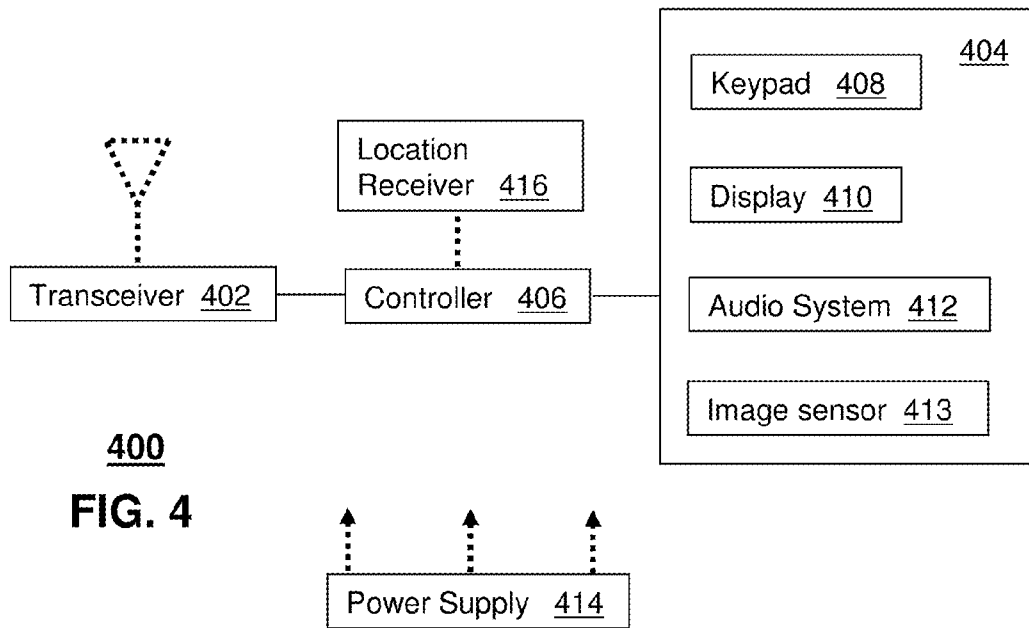 404
Keypad 408
Location
Receiver 416
Display 410
Transceiver 402
Controller 406
Audio System 412
Image sensor 413
400
FIG. 4
Power Supply 414